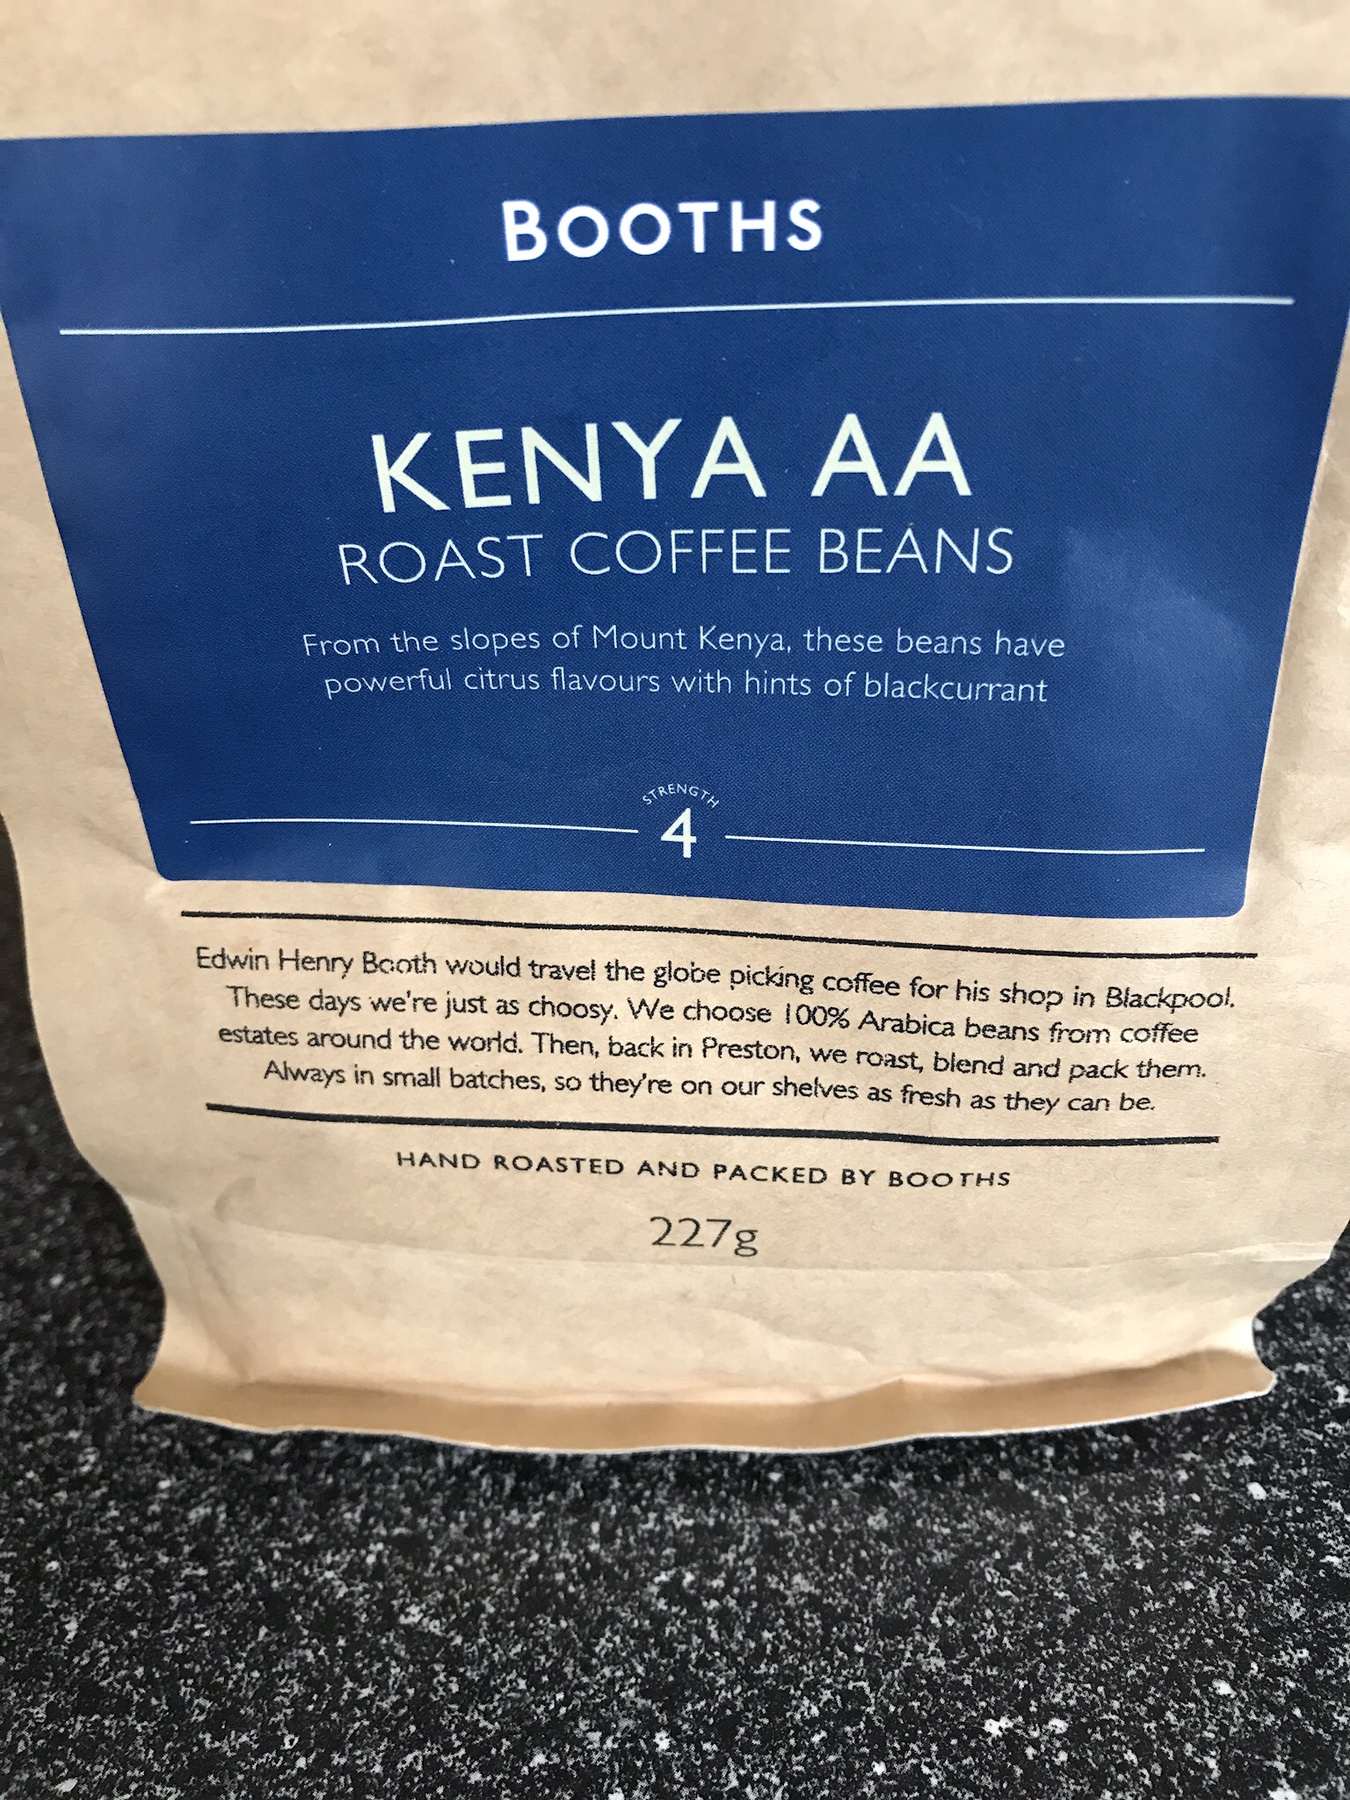 BOOTHS
KENYA AA
ROAST COFFEE BEANS
From the slopes of Mount Kenya, these beans have
powerful citrus flavours with hints of blackcurrant
STRENGTH
4
Edwin Henry Booth would travel the globe picking coffee for his shop in Blackpool.
These days we're just as choosy. We choose 100% Arabica beans from coffee
estates around the world. Then, back in Preston, we roast, blend and pack them.
Always in small batches, so they're on our shelves as fresh as they can be.
HAND ROASTED AND PACKED BY BOOTHS
227g